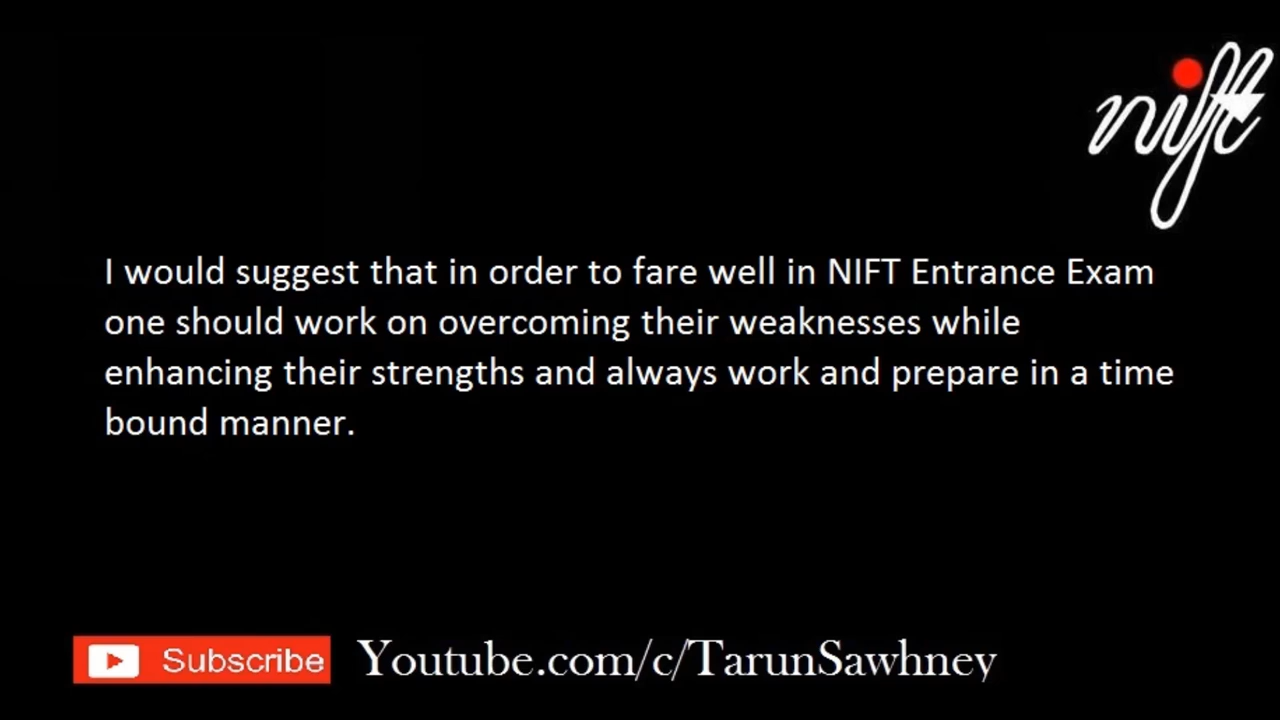 nift
I would suggest that in order to fare well in NIFT Entrance Exam
one should work on overcoming their weaknesses while
enhancing their strengths and always work and prepare in a time
bound manner.
Subscribe Youtube.com/c/TarunSawhney